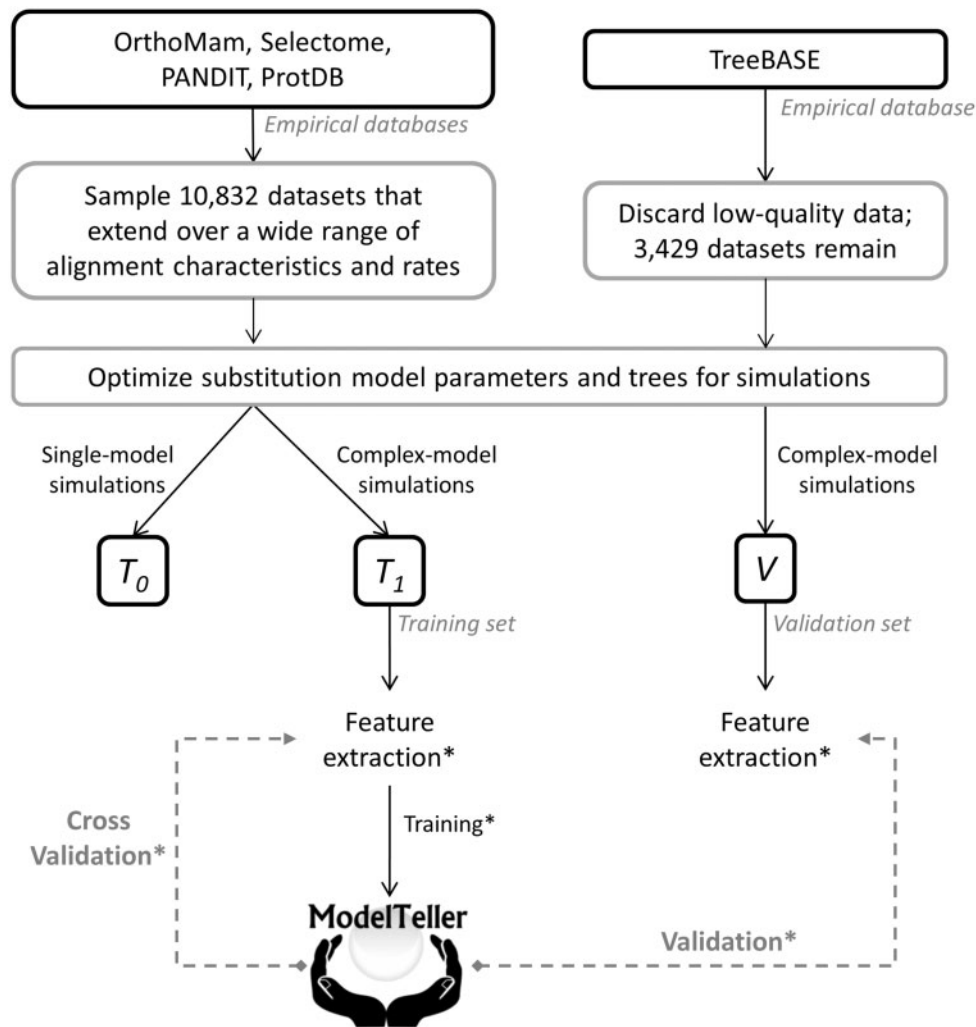 OrthoMam, Selectome,
PANDIT, ProtDB
TreeBASE
Empirical databases
Empirical database
Sample 10,832 datasets that
extend over a wide range of
alignment characteristics and rates
Discard low-quality data;
3,429 datasets remain
Optimize substitution model parameters and trees for simulations
Single-model
simulations
Complex-model
simulations
Complex-model
simulations
T0
T1
V
Training set
Validation set
Feature
extraction*
Feature
extraction*
Cross
Validation*
Training*
ModelTeller
Validation*